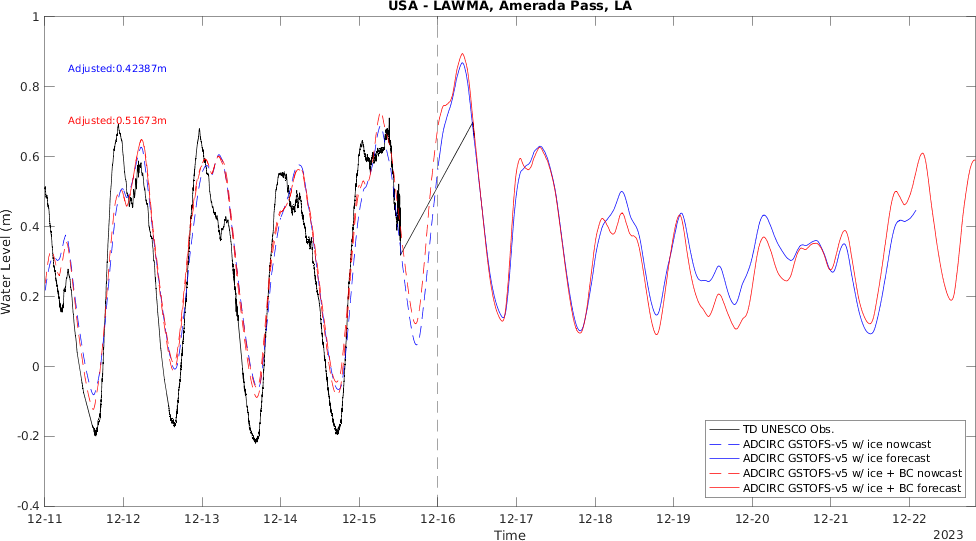 USA - LAWMA, Amerada Pass, LA
1
0.8
0.6
0.4
0.2
0
-0.2
-0.4
Water Level (m)
Adjusted:0.42387m
Adjusted:0.51673m
TD UNESCO Obs.
ADCIRC GSTOFS-v5 w/ ice nowcast
ADCIRC GSTOFS-v5 w/ ice forecast
ADCIRC GSTOFS-v5 w/ ice + BC nowcast
ADCIRC GSTOFS-v5 w/ ice + BC forecast
12-11 12-12 12-13 12-14 12-15 12-16 12-17 12-18 12-19 12-20 12-21 12-22
Time
2023